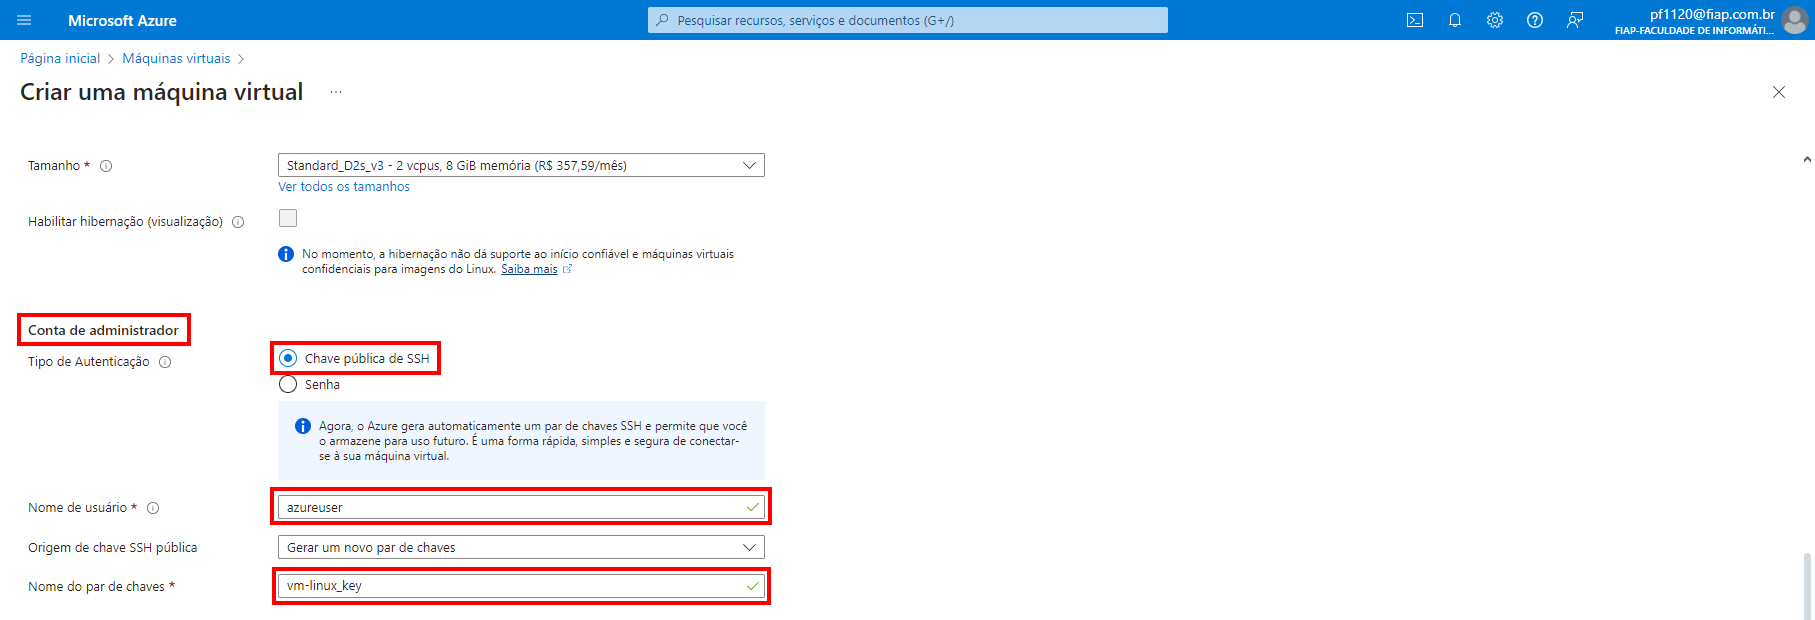 Microsoft Azure
Pesquisar recursos, serviços e documentos (G+/)
pf1120@fiap.com.br
FIAP-FACULDADE DE INFORMÁTI...
Página inicial > Máquinas virtuais >
Criar uma máquina virtual ...
Tamanho *
Standard_D2s_v3 - 2 vcpus, 8 GiB memória (R$ 357,59/mês)
Ver todos os tamanhos
Habilitar hibernação (visualização)
No momento, a hibernação não dá suporte ao início confiável e máquinas virtuais
confidenciais para imagens do Linux. Saiba mais
Conta de administrador
Tipo de Autenticação
Chave pública de SSH
Senha
Agora, o Azure gera automaticamente um par de chaves SSH e permite que você
o armazene para uso futuro. É uma forma rápida, simples e segura de conectar-
se à sua máquina virtual.
Nome de usuário *
azureuser
Origem de chave SSH pública
Gerar um novo par de chaves
Nome do par de chaves *
vm-linux_key